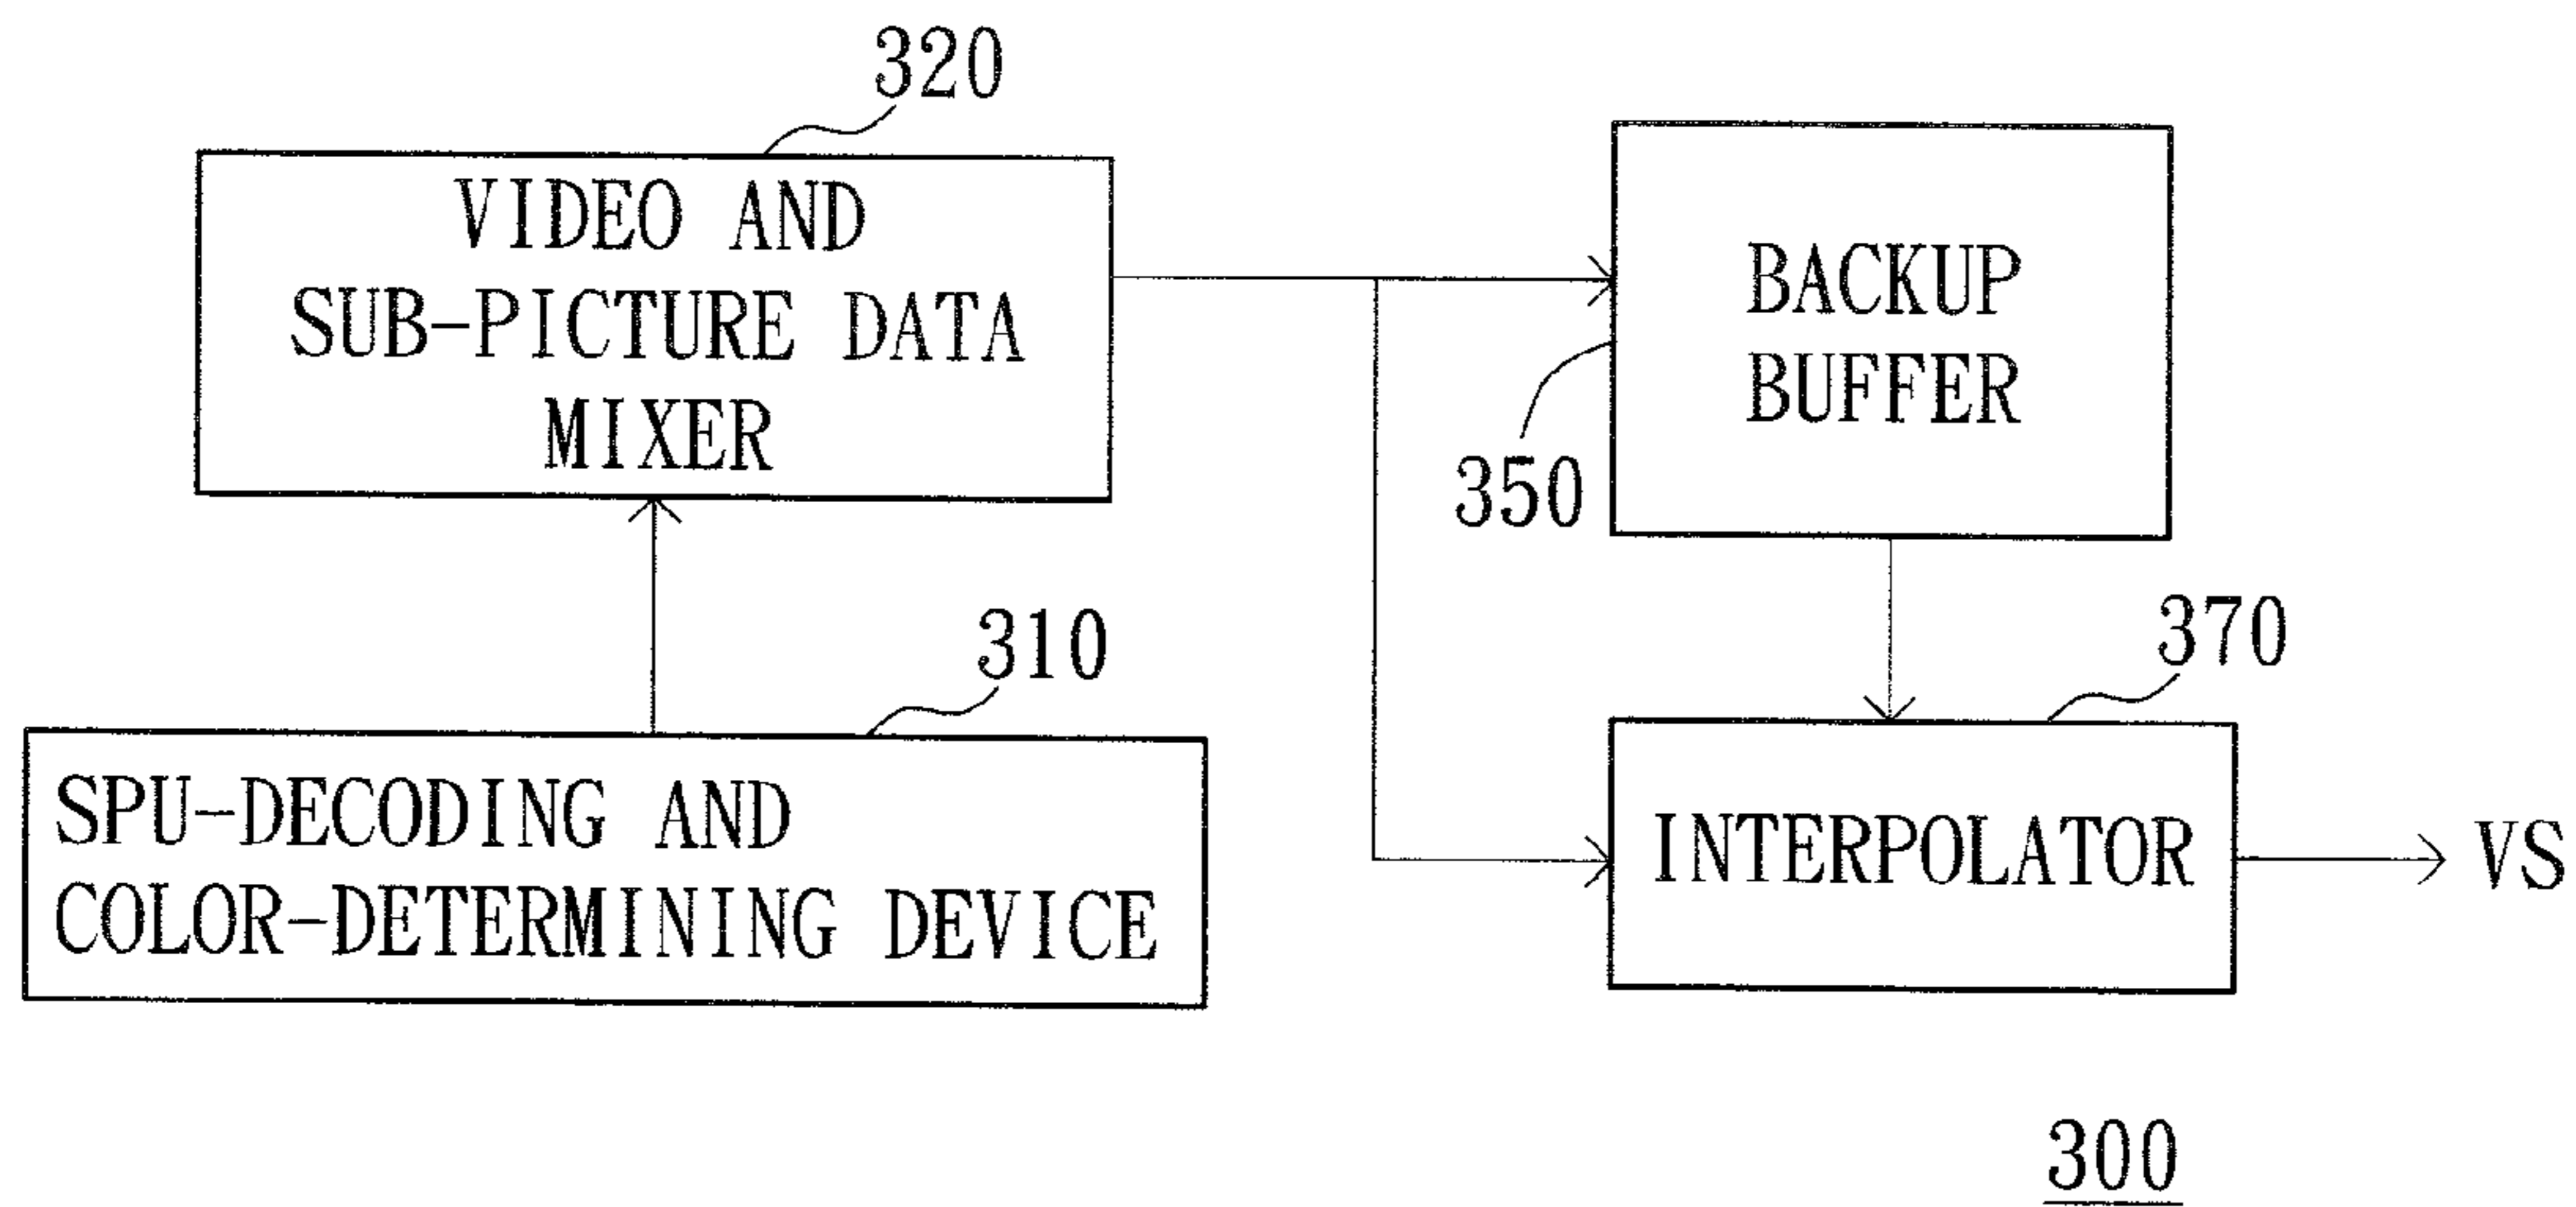 320
VIDEO AND
SUB-PICTURE DATA
MIXER
BACKUP
BUFFER
350
310
SPU-DECODING AND
COLOR-DETERMINING DEVICE
370
INTERPOLATOR
VS
300